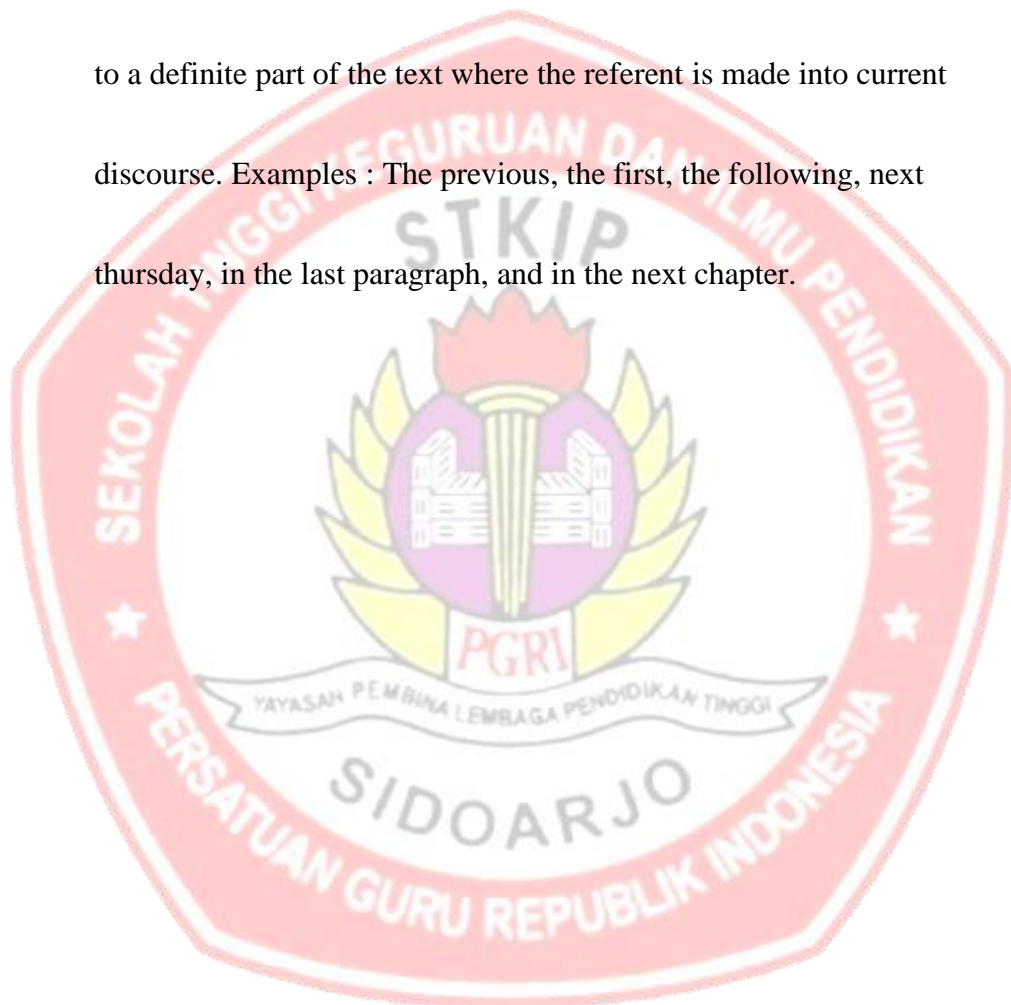 to a definite part of the text where the referent is made into current
discourse. Examples : The previous, the first, the following, next
thursday, in the last paragraph, and in the next chapter.
SEKOLAH TINGGI KEGURUAN DAN ILMU PENDIDIKAN
STKIP
PGRI
YAYASAN PEMBINA LEMBAGA PENDIDIKAN TINGGI
SIDOARJO
PERSATUAN GURU REPUBLIK INDONESIA